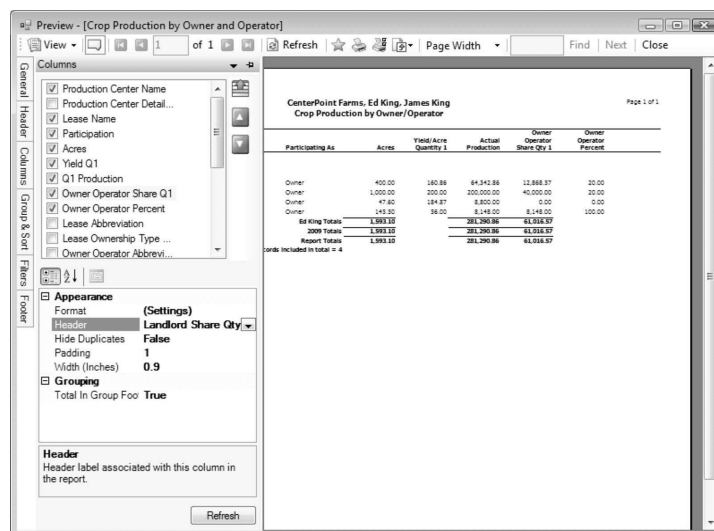 Preview - [Crop Production by Owner and Operator]
View 1 of 1 Refresh Page Width Find Next Close
General
Header
Columns
Group & Sort
Filters
Footer
Columns
Production Center Name
Production Center Detail...
Lease Name
Participation
Acres
Yield Q1
Q1 Production
Owner Operator Share Q1
Owner Operator Percent
Lease Abbreviation
Lease Ownership Type ...
Owner Operator Abbrevi...
Appearance
Format (Settings)
Header Landlord Share Qty
Hide Duplicates False
Padding 1
Width (Inches) 0.9
Grouping
Total In Group Foo True
Header
Header label associated with this column in
the report.
Refresh
CenterPoint Farms, Ed King, James King Page 1 of 1
Crop Production by Owner/Operator
Participating As Acres Yield/Acre Quantity 1 Actual Production Owner Operator Share Qty 1 Owner Operator Percent
Owner 400.00 160.86 64,342.86 12,868.57 20.00
Owner 1,000.00 200.00 200,000.00 40,000.00 20.00
Owner 47.60 184.87 8,800.00 0.00 0.00
Owner 145.50 56.00 8,148.00 8,148.00 100.00
Ed King Totals 1,593.10 281,290.86 61,016.57
2009 Totals 1,593.10 281,290.86 61,016.57
Report Totals 1,593.10 281,290.86 61,016.57
cords included in total = 4